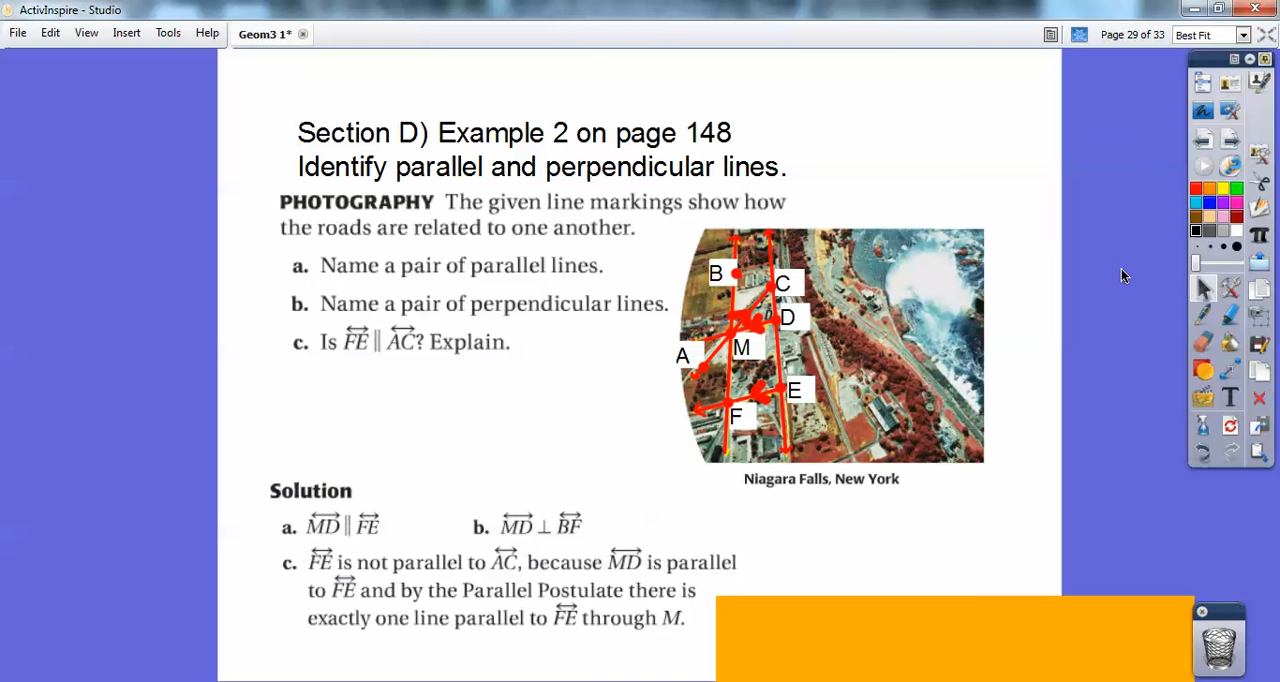 ActivInspire - Studio
File Edit View Insert Tools Help Geom3 1* Page 29 of 33 Best Fit
Section D) Example 2 on page 148
Identify parallel and perpendicular lines.
PHOTOGRAPHY The given line markings show how
the roads are related to one another.
a. Name a pair of parallel lines.
b. Name a pair of perpendicular lines.
c. Is FE ∥ AC? Explain.
B
C
D
M
A
E
F
Niagara Falls, New York
Solution
a. MD ∥ FE b. MD ⊥ BF
c. FE is not parallel to AC, because MD is parallel
to FE and by the Parallel Postulate there is
exactly one line parallel to FE through M.